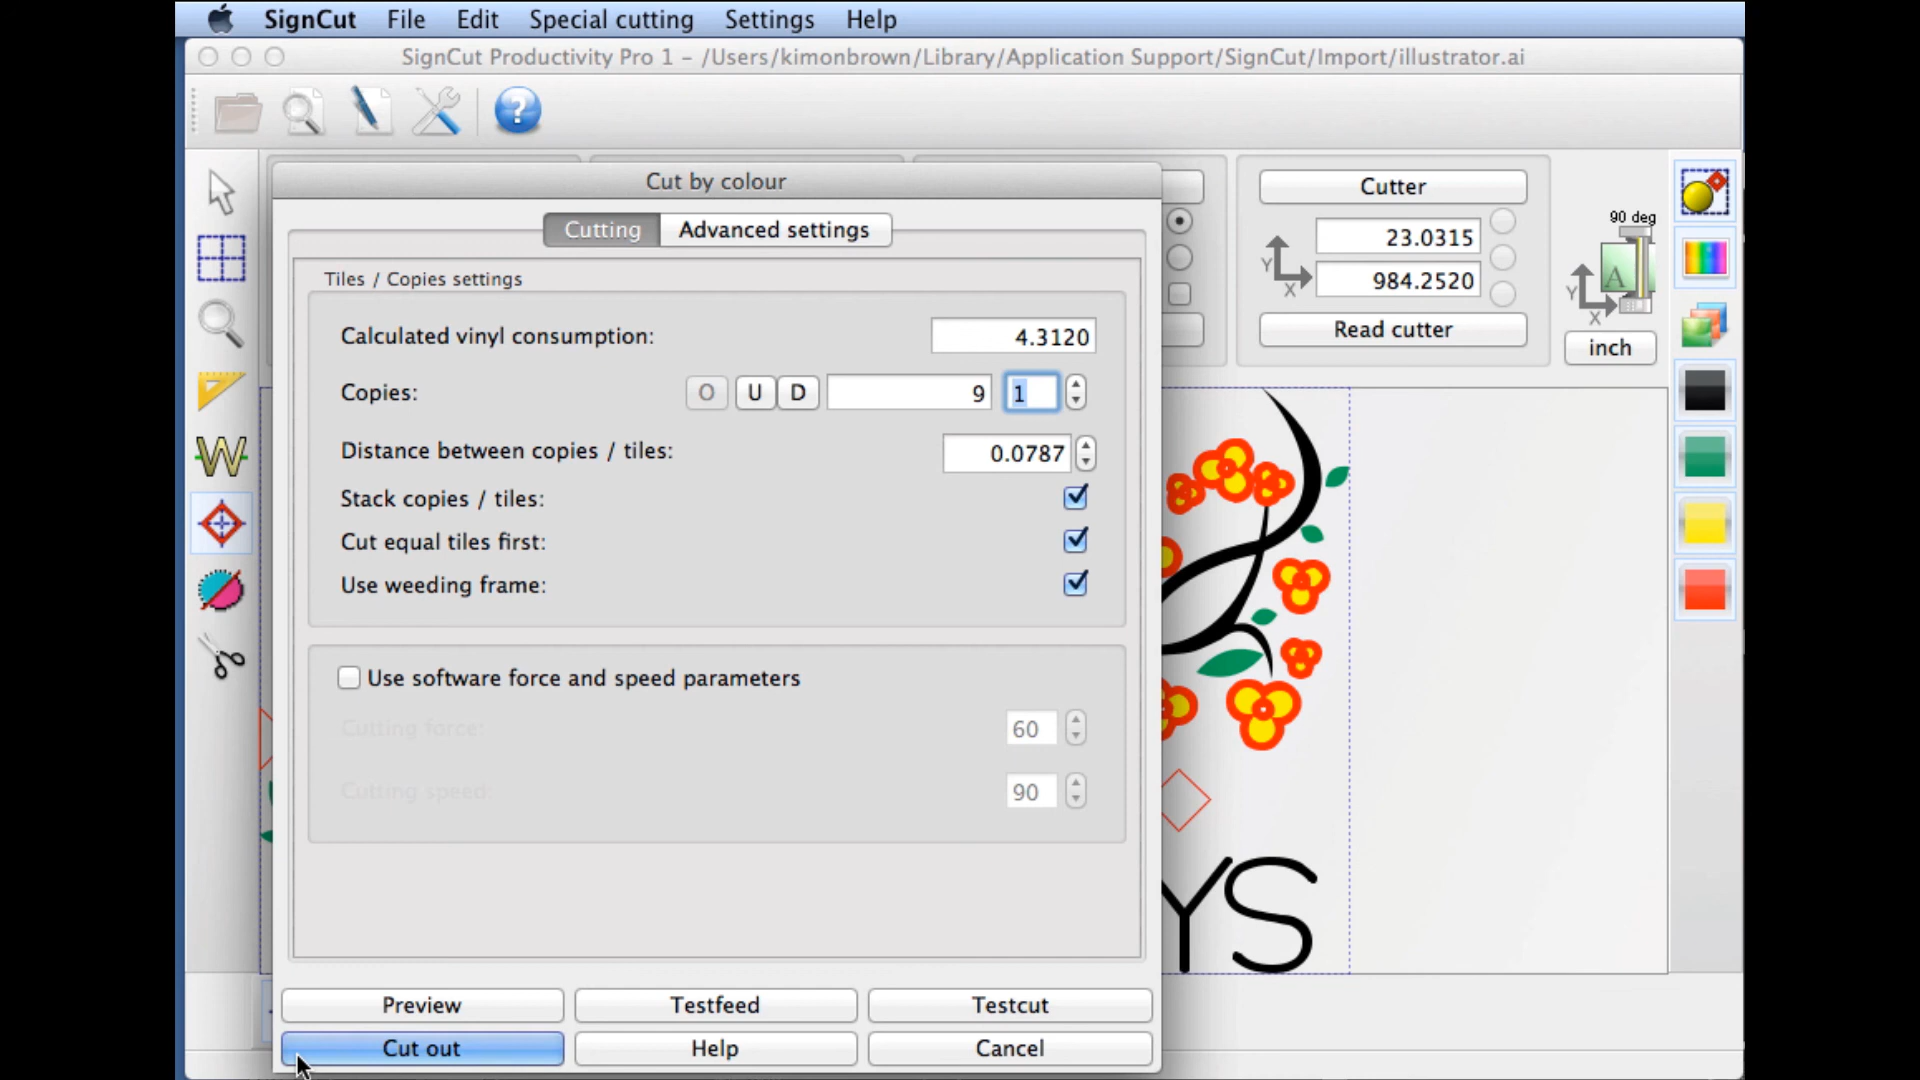 SignCut File Edit Special cutting Settings Help
SignCut Productivity Pro 1 – /Users/kimonbrown/Library/Application Support/SignCut/Import/illustrator.ai
?
Cut by colour
Cutting Advanced settings
Tiles / Copies settings
Calculated vinyl consumption: 4.3120
Copies: O U D 9 1
Distance between copies / tiles: 0.0787
Stack copies / tiles:
Cut equal tiles first:
Use weeding frame:
Use software force and speed parameters
Cutting force: 60
Cutting speed: 90
Preview Testfeed Testcut
Cut out Help Cancel
Cutter
23.0315
984.2520
Y
X
Read cutter
90 deg
A
Y
X
inch
W
YS